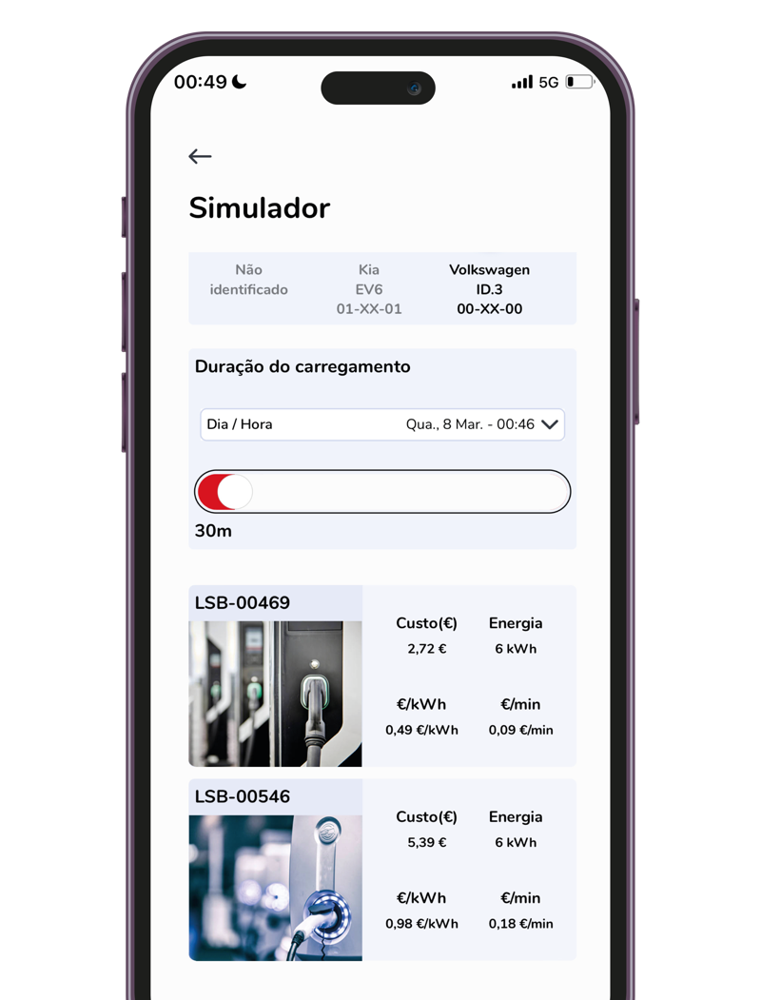 00:49
5G
Simulador
Não
identificado
Kia
EV6
01-XX-01
Volkswagen
ID.3
00-XX-00
Duração do carregamento
Dia / Hora Qua., 8 Mar. - 00:46
30m
LSB-00469
Custo(€) Energia
2,72 € 6 kWh
€/kWh €/min
0,49 €/kWh 0,09 €/min
LSB-00546
Custo(€) Energia
5,39 € 6 kWh
€/kWh €/min
0,98 €/kWh 0,18 €/min